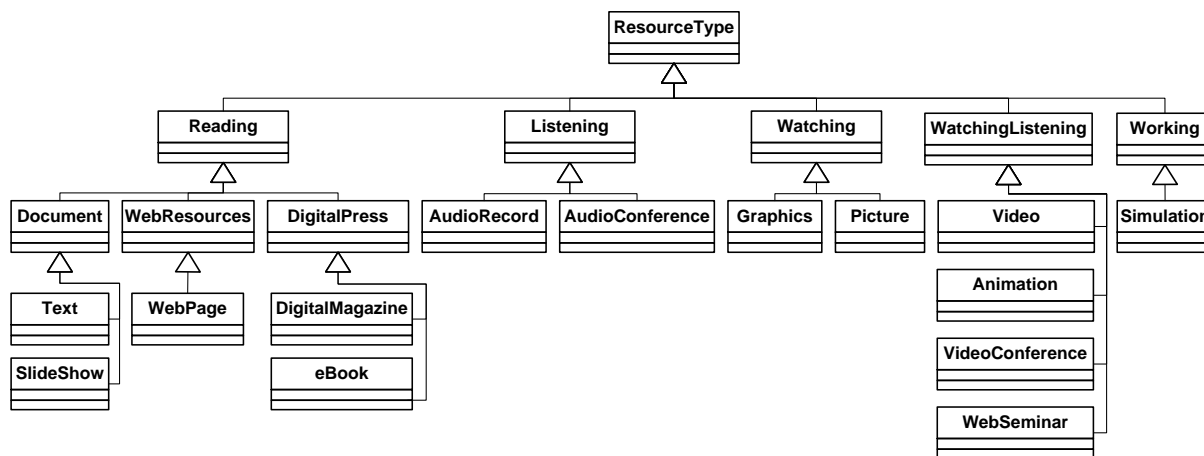 ResourceType
Reading
Listening
Watching
WatchingListening
Working
Document
WebResources
DigitalPress
AudioRecord
AudioConference
Graphics
Picture
Video
Simulation
Animation
Text
WebPage
DigitalMagazine
VideoConference
SlideShow
eBook
WebSeminar